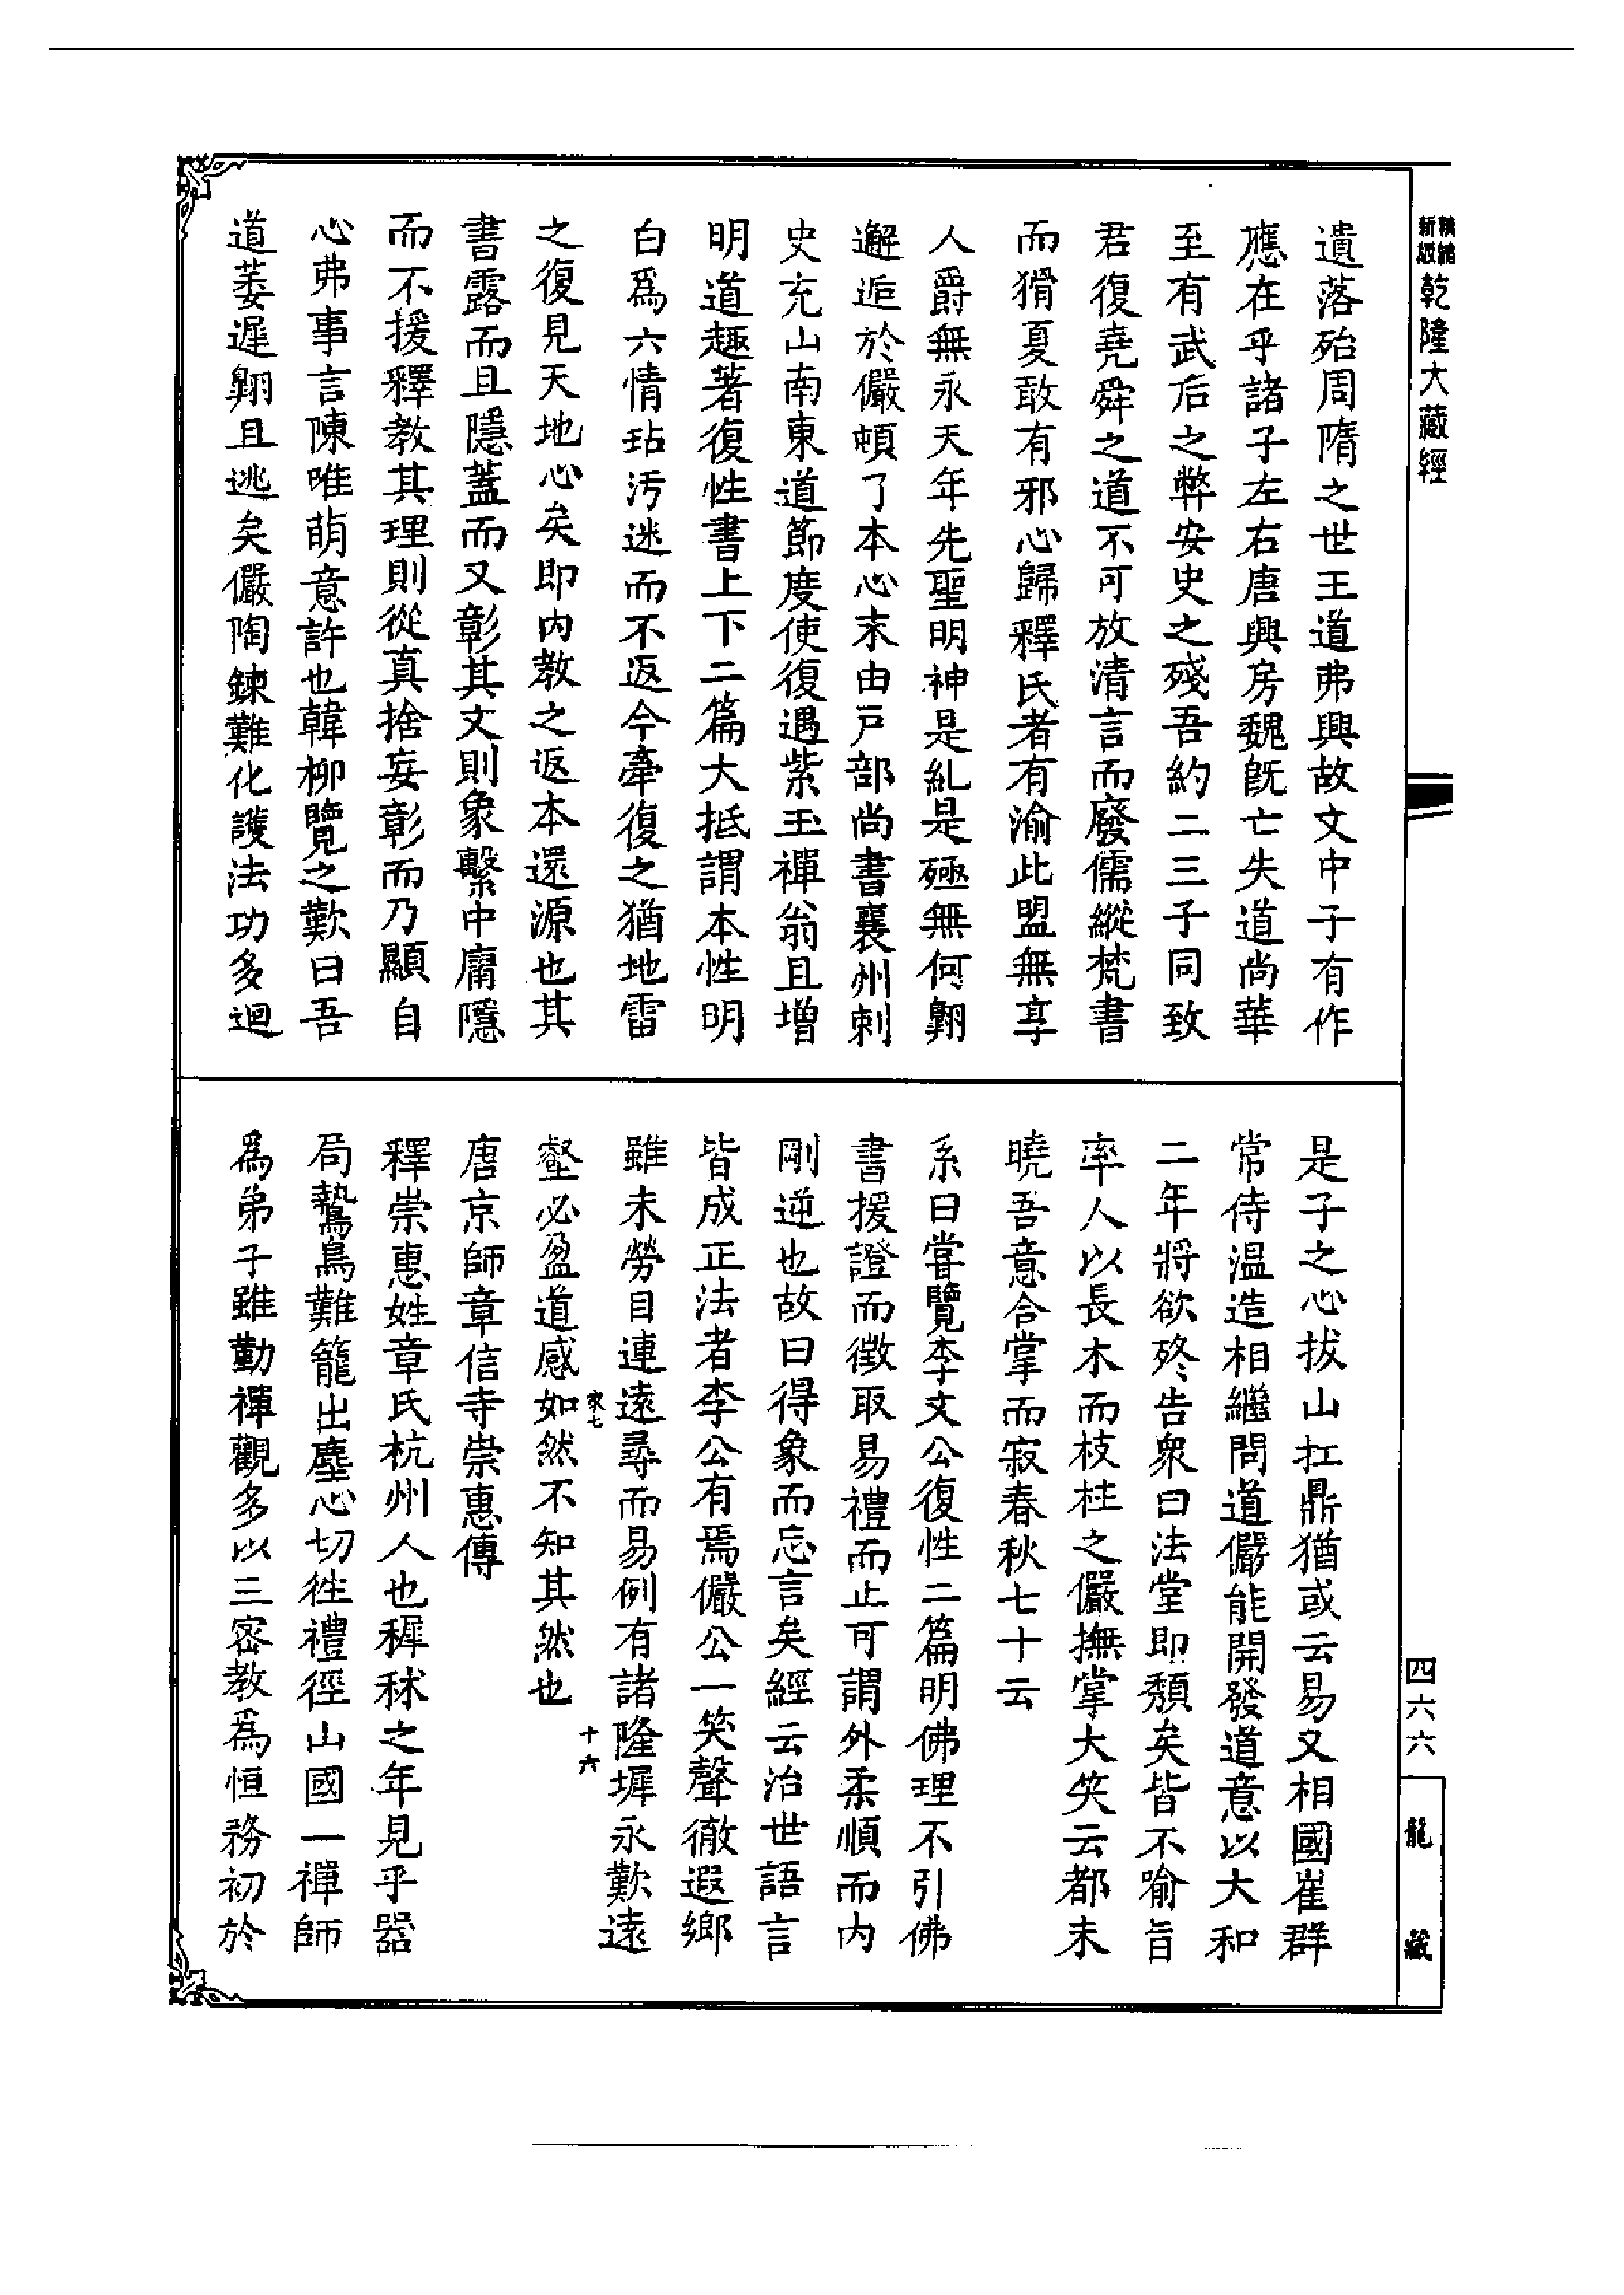 精縮新版乾隆大藏經
遺落殆周隋之世王道弗興故文中子有作
應在乎諸子左右唐興房魏旣亡失道尚華
至有武后之弊安史之殘吾約二三子同致
君復堯舜之道不可放清言而廢儒縱梵書
而猾夏敢有邪心歸釋氏者有渝此盟無享
人爵無永天年先聖明神是糺是殛無何翺
邂逅於儼頓了本心末由戶部尚書襄州刺
史充山南東道節度使復遇紫玉禪翁且增
明道趣著復性書上下二篇大抵謂本性明
白爲六情玷汚迷而不返今牽復之猶地雷
之復見天地心矣即內教之返本還源也其
書露而且隱蓋而又彰其文則象繫中庸隱
而不援釋教其理則從真捨妄彰而乃顯自
心弗事言陳唯萌意許也韓柳覽之歎曰吾
道萎遲翺且逃矣儼陶鍊難化護法功多迴
是子之心拔山扛鼎猶或云易又相國崔群
常侍温造相繼問道儼能開發道意以大和
二年將欲終告衆曰法堂即頹矣皆不喻旨
率人以長木而枝柱之儼撫掌大笑云都未
曉吾意合掌而寂春秋七十云
系曰嘗覽李文公復性二篇明佛理不引佛
書援證而徵取易禮而止可謂外柔順而內
剛逆也故曰得象而忘言矣經云治世語言
皆成正法者李公有焉儼公一笑聲徹遐鄉
雖未勞目連遠尋而易例有諸隆墀永歎遠
壑必盈道感如然不知其然也
唐京師章信寺崇惠傳
釋崇惠姓章氏杭州人也穉秫之年見乎器
局鷙鳥難籠出塵心切徃禮徑山國一禪師
爲弟子雖勤禪觀多以三密教爲恒務初於
十六
四六六
龍藏